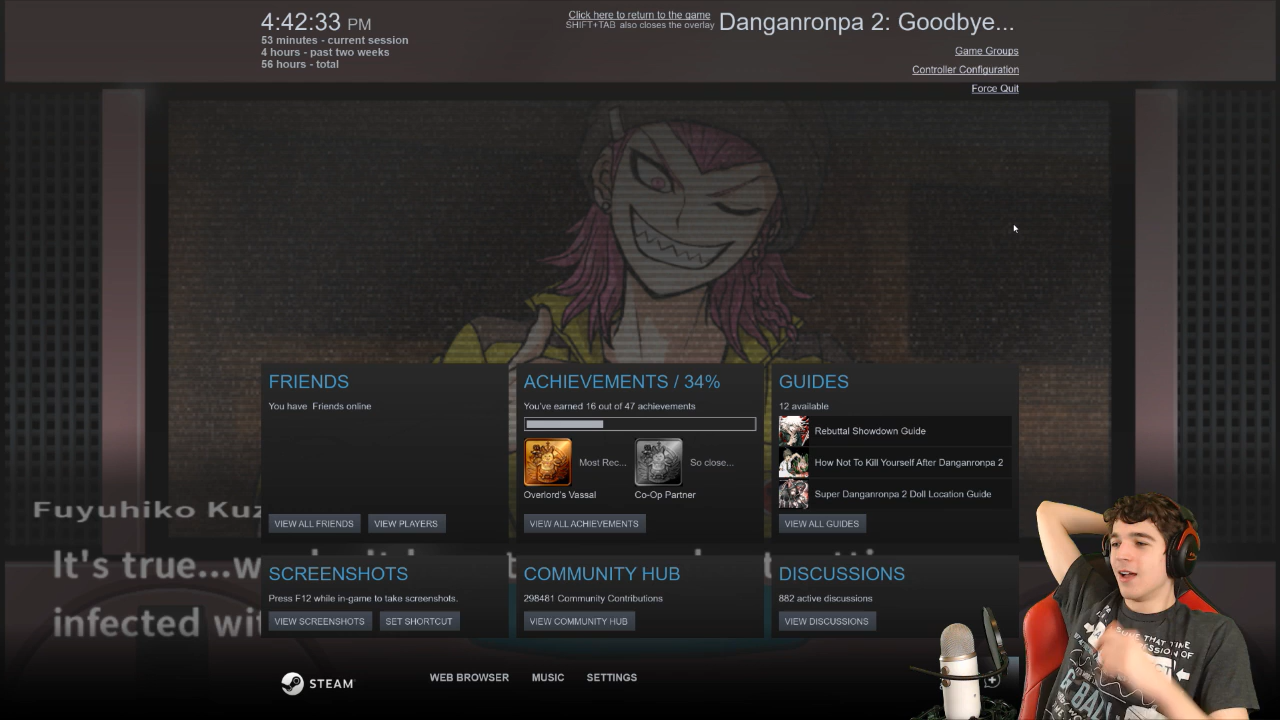 4:42:33 PM
53 minutes - current session
4 hours - past two weeks
56 hours - total
Click here to return to the game
SHIFT+TAB also closes the overlay
Danganronpa 2: Goodbye...
Game Groups
Controller Configuration
Force Quit
FRIENDS
You have Friends online
VIEW ALL FRIENDS
VIEW PLAYERS
ACHIEVEMENTS / 34%
You've earned 16 out of 47 achievements
Most Rec...
So close...
Overlord's Vassal
Co-Op Partner
VIEW ALL ACHIEVEMENTS
GUIDES
12 available
Rebuttal Showdown Guide
How Not To Kill Yourself After Danganronpa 2
Super Danganronpa 2 Doll Location Guide
VIEW ALL GUIDES
Fuyuhiko Kuz
It's true...w
infected wi
SCREENSHOTS
Press F12 while in-game to take screenshots.
VIEW SCREENSHOTS
SET SHORTCUT
COMMUNITY HUB
298481 Community Contributions
VIEW COMMUNITY HUB
DISCUSSIONS
882 active discussions
VIEW DISCUSSIONS
STEAM
WEB BROWSER
MUSIC
SETTINGS
THAT TIME
SESSION OF